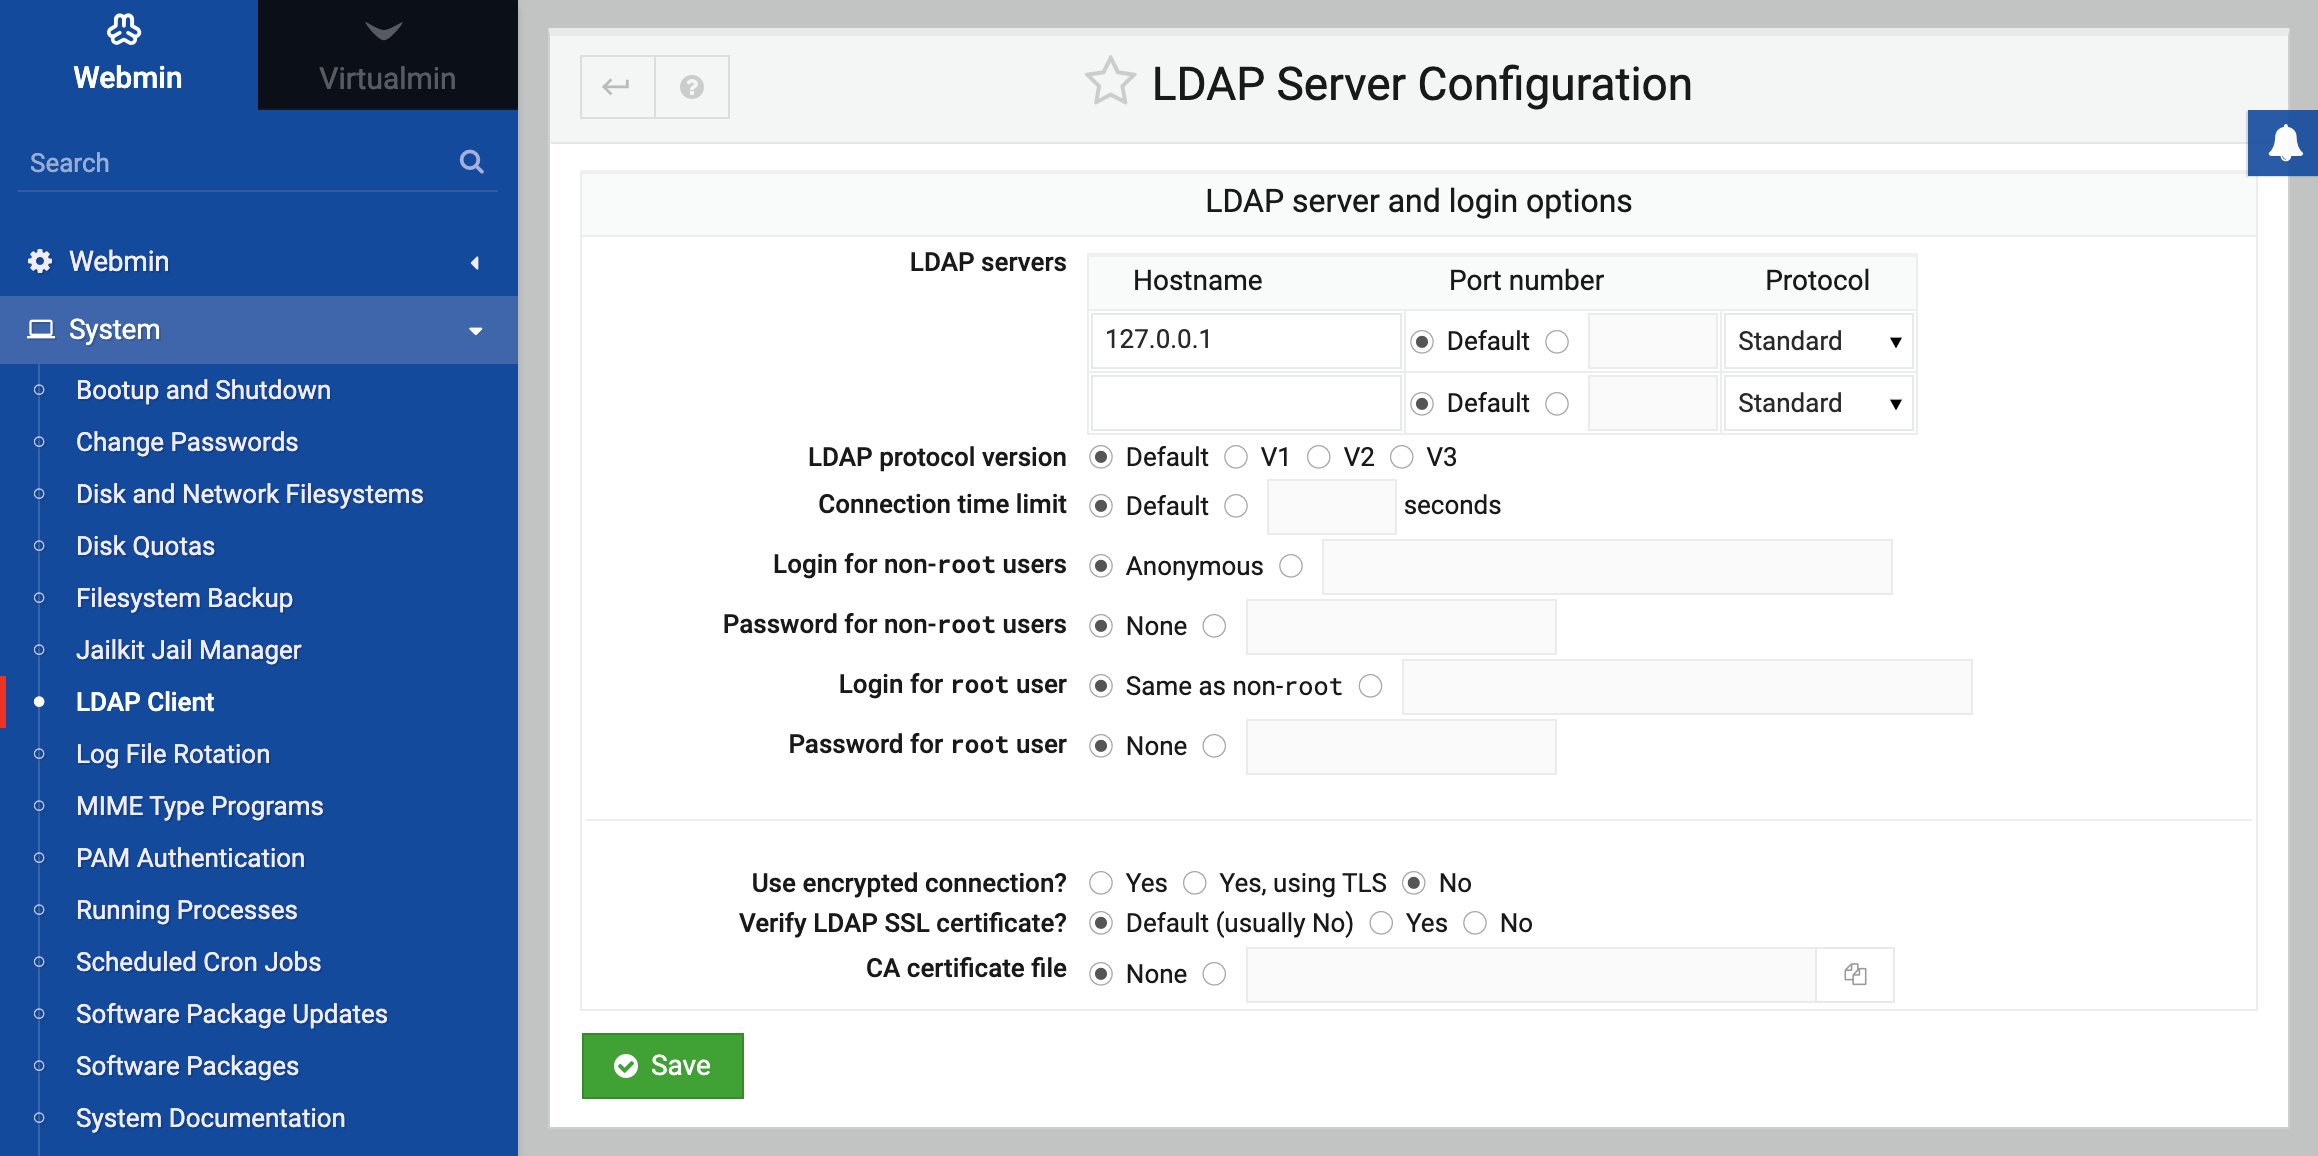 Webmin
Virtualmin
Search
Webmin
System
Bootup and Shutdown
Change Passwords
Disk and Network Filesystems
Disk Quotas
Filesystem Backup
Jailkit Jail Manager
LDAP Client
Log File Rotation
MIME Type Programs
PAM Authentication
Running Processes
Scheduled Cron Jobs
Software Package Updates
Software Packages
System Documentation
LDAP Server Configuration
LDAP server and login options
LDAP servers
Hostname Port number Protocol
127.0.0.1 Default Standard
Default Standard
LDAP protocol version Default V1 V2 V3
Connection time limit Default seconds
Login for non-root users Anonymous
Password for non-root users None
Login for root user Same as non-root
Password for root user None
Use encrypted connection? Yes Yes, using TLS No
Verify LDAP SSL certificate? Default (usually No) Yes No
CA certificate file None
Save